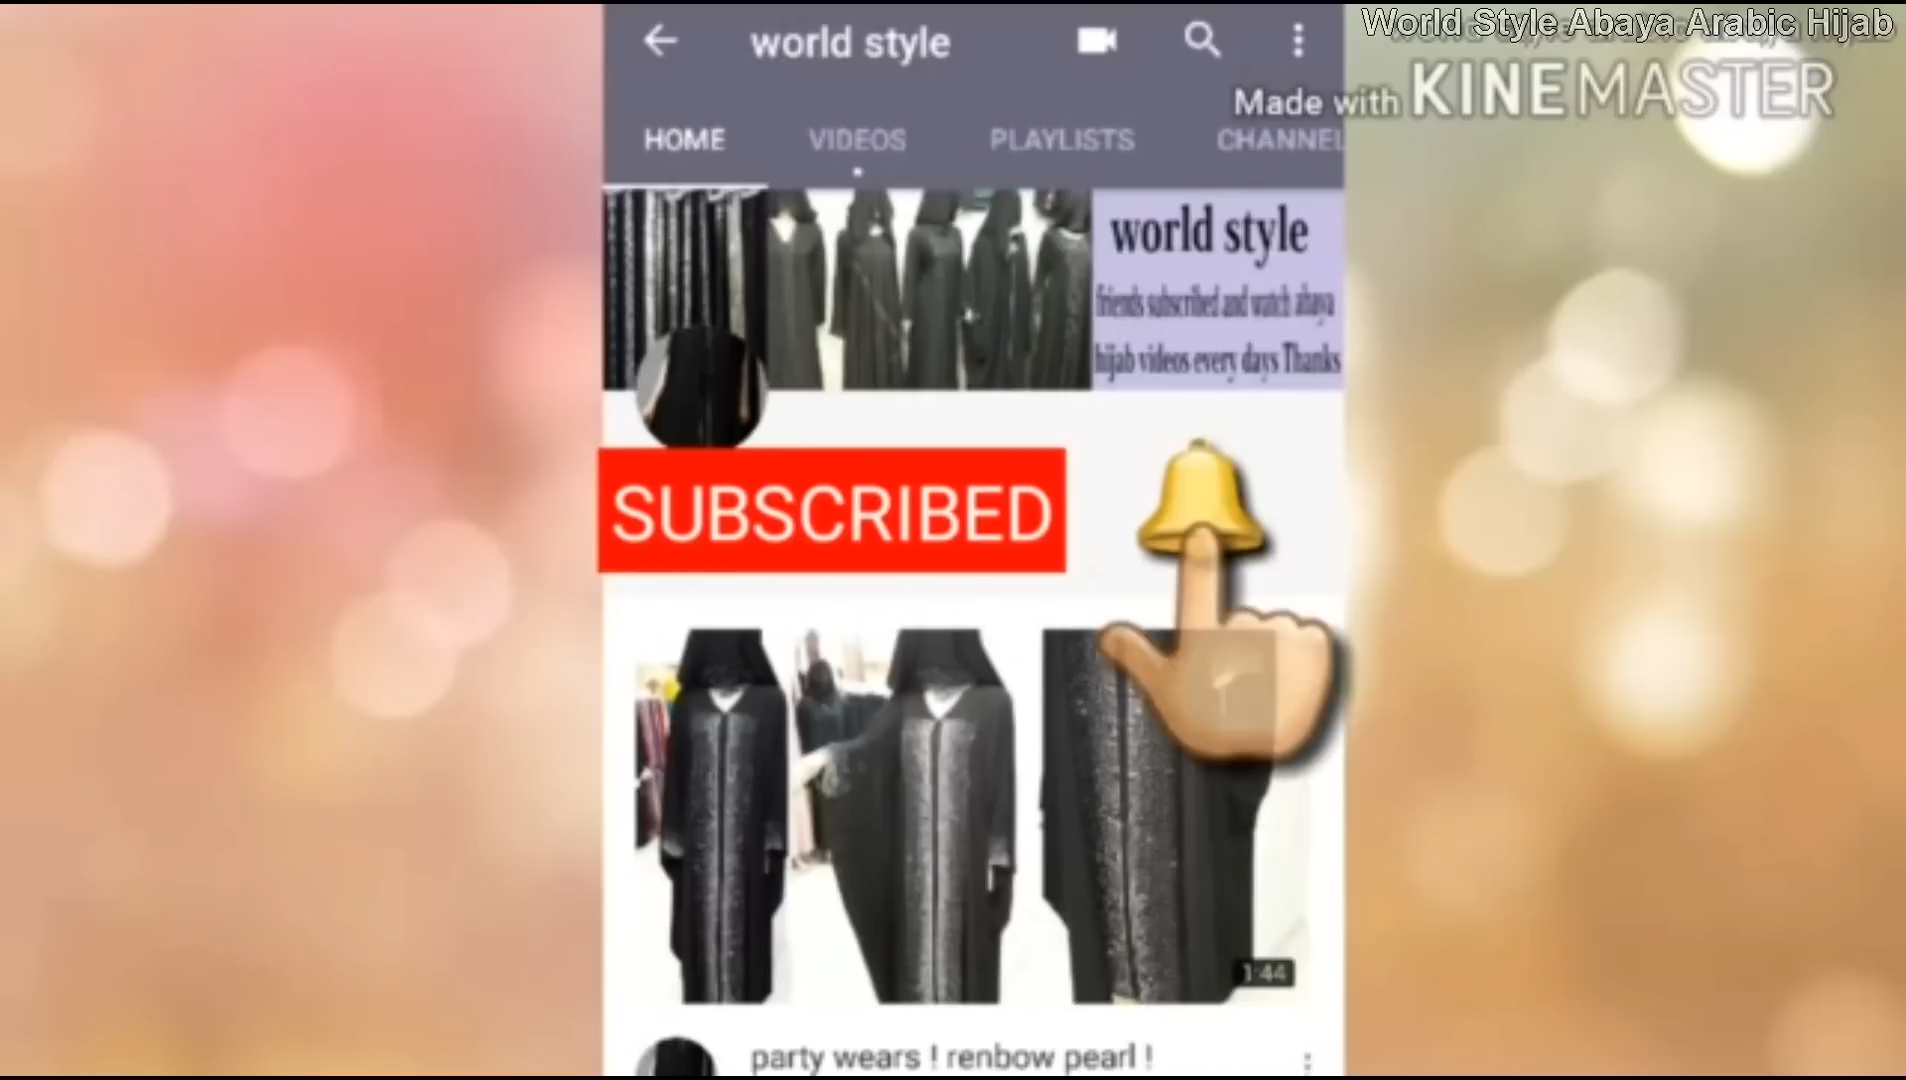 World Style Abaya Arabic Hijab
world style
Made with KINEMASTER
HOME VIDEOS PLAYLISTS CHANNEL
world style
friends subscribed and watch abaya
hijab videos every days Thanks
SUBSCRIBED
1:44
party wears ! renbow pearl !